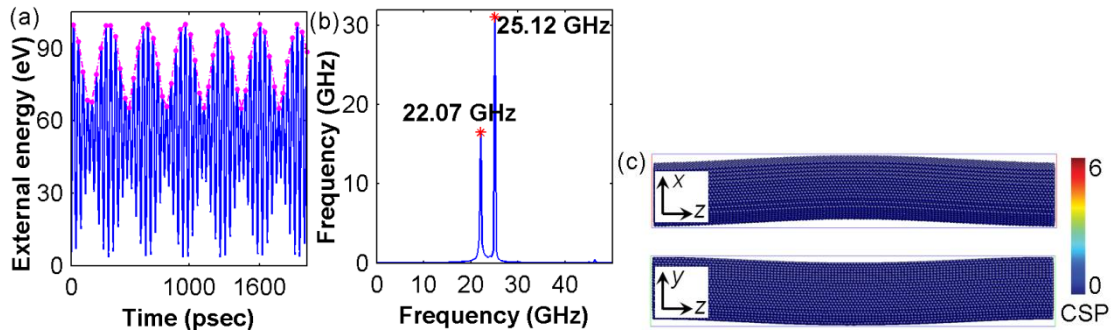 (a)
External energy (eV)
90
60
30
0
0
1000
1600
Time (psec)
(b)
Frequency (GHz)
30
20
10
0
25.12 GHz
22.07 GHz
0
10
20
30
40
Frequency (GHz)
(c)
x
z
y
z
6
0
CSP